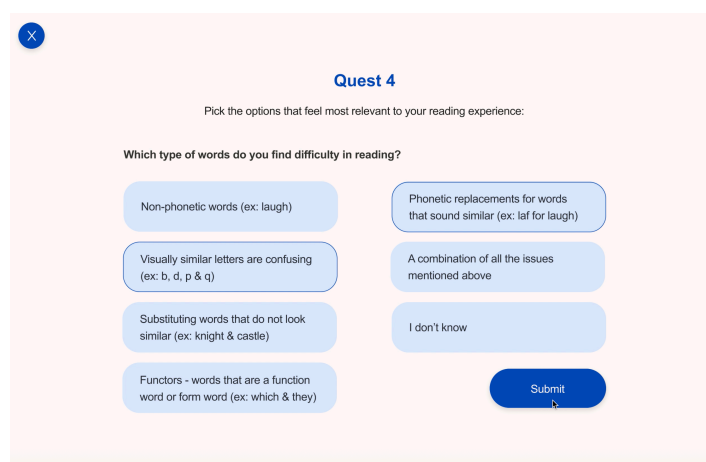 X
Quest 4
Pick the options that feel most relevant to your reading experience:
Which type of words do you find difficulty in reading?
Non-phonetic words (ex: laugh)
Visually similar letters are confusing
(ex: b, d, p & q)
Substituting words that do not look
similar (ex: knight & castle)
Functors - words that are a function
word or form word (ex: which & they)
Phonetic replacements for words
that sound similar (ex: laf for laugh)
A combination of all the issues
mentioned above
I don't know
Submit